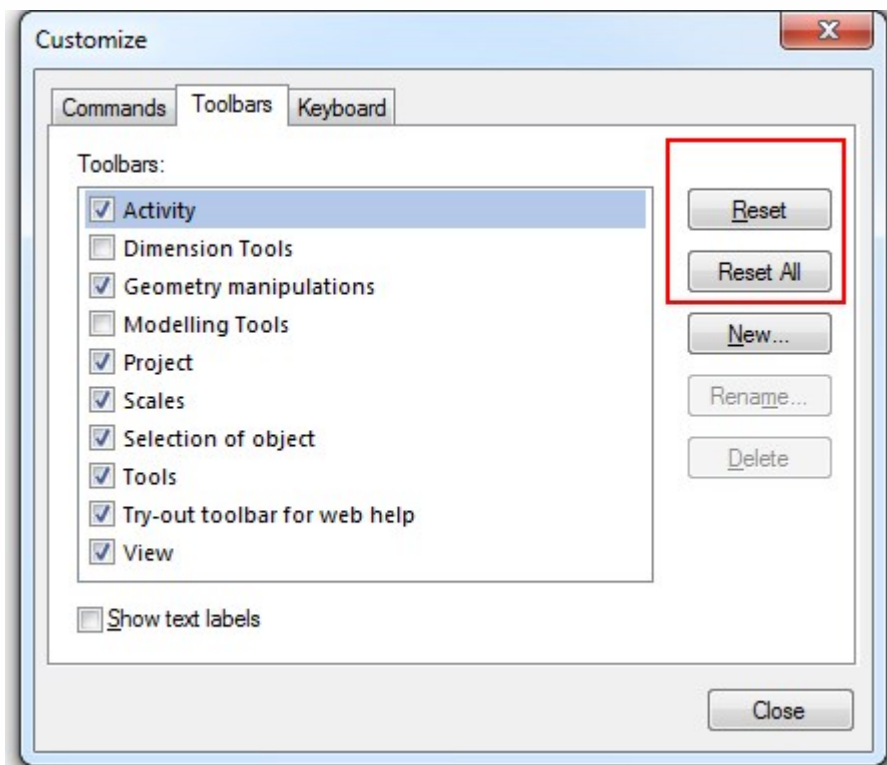 Customize
Commands Toolbars Keyboard
Toolbars:
Activity
Dimension Tools
Geometry manipulations
Modelling Tools
Project
Scales
Selection of object
Tools
Try-out toolbar for web help
View
Reset
Reset All
New...
Rename...
Delete
Show text labels
Close